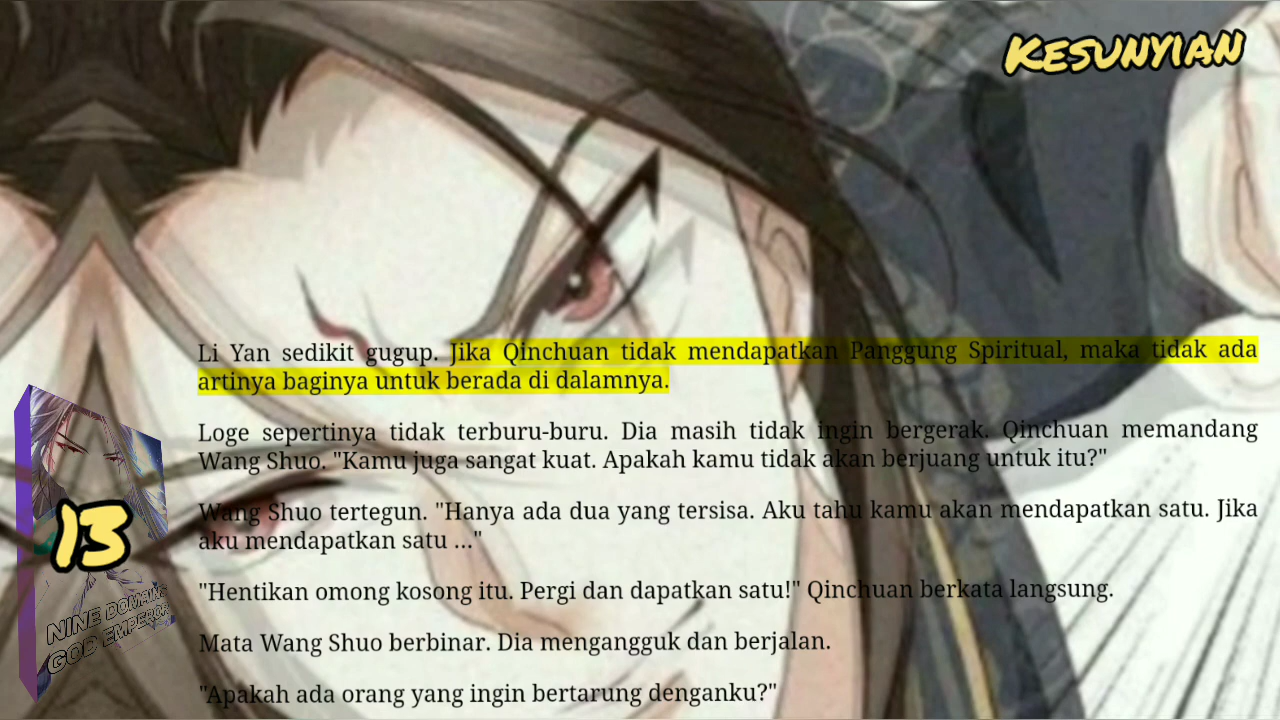 Kesunyian
Li Yan sedikit gugup. Jika Qinchuan tidak mendapatkan Panggung Spiritual, maka tidak ada
artinya baginya untuk berada di dalamnya.
Loge sepertinya tidak terburu-buru. Dia masih tidak ingin bergerak. Qinchuan memandang
Wang Shuo. "Kamu juga sangat kuat. Apakah kamu tidak akan berjuang untuk itu?"
Wang Shuo tertegun. "Hanya ada dua yang tersisa. Aku tahu kamu akan mendapatkan satu. Jika
aku mendapatkan satu ..."
"Hentikan omong kosong itu. Pergi dan dapatkan satu!" Qinchuan berkata langsung.
Mata Wang Shuo berbinar. Dia mengangguk dan berjalan.
"Apakah ada orang yang ingin bertarung denganku?"
13
NINE DOMAINS
GOD EMPEROR